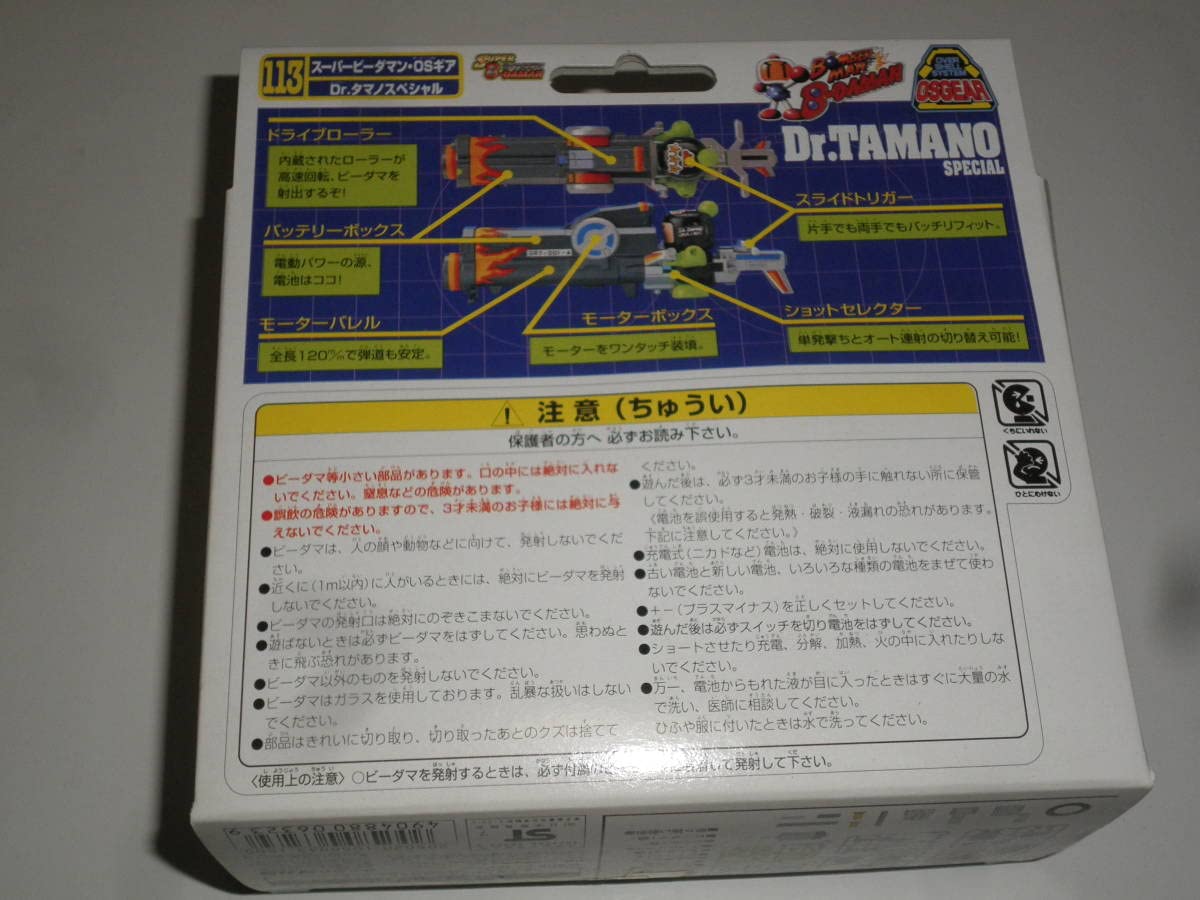 113 スーパービーダマン・OSギア
Dr.タマノスペシャル
SUPER B-DAMAN
BOMBER MAN B-DAMAN
OVER SHOOTING SYSTEM
OSGEAR
Dr.TAMANO
SPECIAL
ドライブローラー
内蔵されたローラーが
高速回転、ビーダマを
射出するぞ!
バッテリーボックス
電動パワーの源、
電池はココ!
モーターバレル
全長120m/mで弾道も安定。
モーターボックス
モーターをワンタッチ装填。
スライドトリガー
片手でも両手でもバッチリフィット。
ショットセレクター
単発撃ちとオート連射の切り替え可能!
注意(ちゅうい)
保護者の方へ 必ずお読み下さい。
●ビーダマ等小さい部品があります。口の中には絶対に入れな
いでください。窒息などの危険があります。
●誤飲の危険がありますので、3才未満のお子様には絶対に与
えないでください。
●ビーダマは、人の顔や動物などに向けて、発射しないでくだ
さい。
●近くに(1m以内)に人がいるときには、絶対にビーダマを発射
しないでください。
●ビーダマの発射口は絶対にのぞきこまないでください。
●遊ばないときは必ずビーダマをはずしてください。思わぬと
きに飛ぶ恐れがあります。
●ビーダマ以外のものを発射しないでください。
●ビーダマはガラスを使用しております。乱暴な扱いはしない
でください。
●部品はきれいに切り取り、切り取ったあとのクズは捨てて
ください。
●遊んだ後は、必ず3才未満のお子様の手に触れない所に保管
してください。
《電池を誤使用すると発熱・破裂・液漏れの恐れがあります。
下記に注意してください。》
●充電式(ニカドなど)電池は、絶対に使用しないでください。
●古い電池と新しい電池、いろいろな種類の電池をまぜて使わ
ないでください。
●+-(プラスマイナス)を正しくセットしてください。
●遊んだ後は必ずスイッチを切り電池をはずしてください。
●ショートさせたり充電、分解、加熱、火の中に入れたりしな
いでください。
●万一、電池からもれた液が目に入ったときはすぐに大量の水
で洗い、医師に相談してください。
ひふや服に付いたときは水で洗ってください。
〈使用上の注意〉○ビーダマを発射するときは、必ず付属の
て発射して下さい。
くちにいれない
ひとにむけない
4904880063239
ST